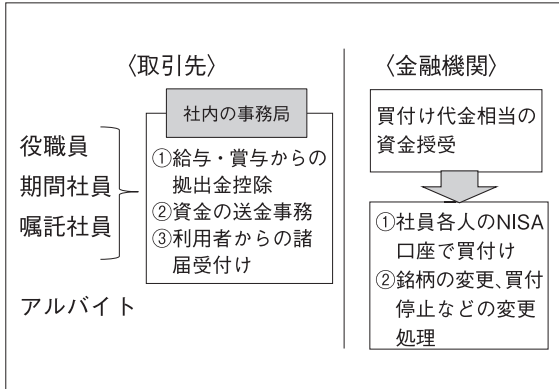 〈取引先〉
役職員
期間社員
嘱託社員
アルバイト
社内の事務局
①給与・賞与からの
拠出金控除
②資金の送金事務
③利用者からの諸
届受付け
〈金融機関〉
買付け代金相当の
資金授受
①社員各人のNISA
口座で買付け
②銘柄の変更、買付
停止などの変更
処理